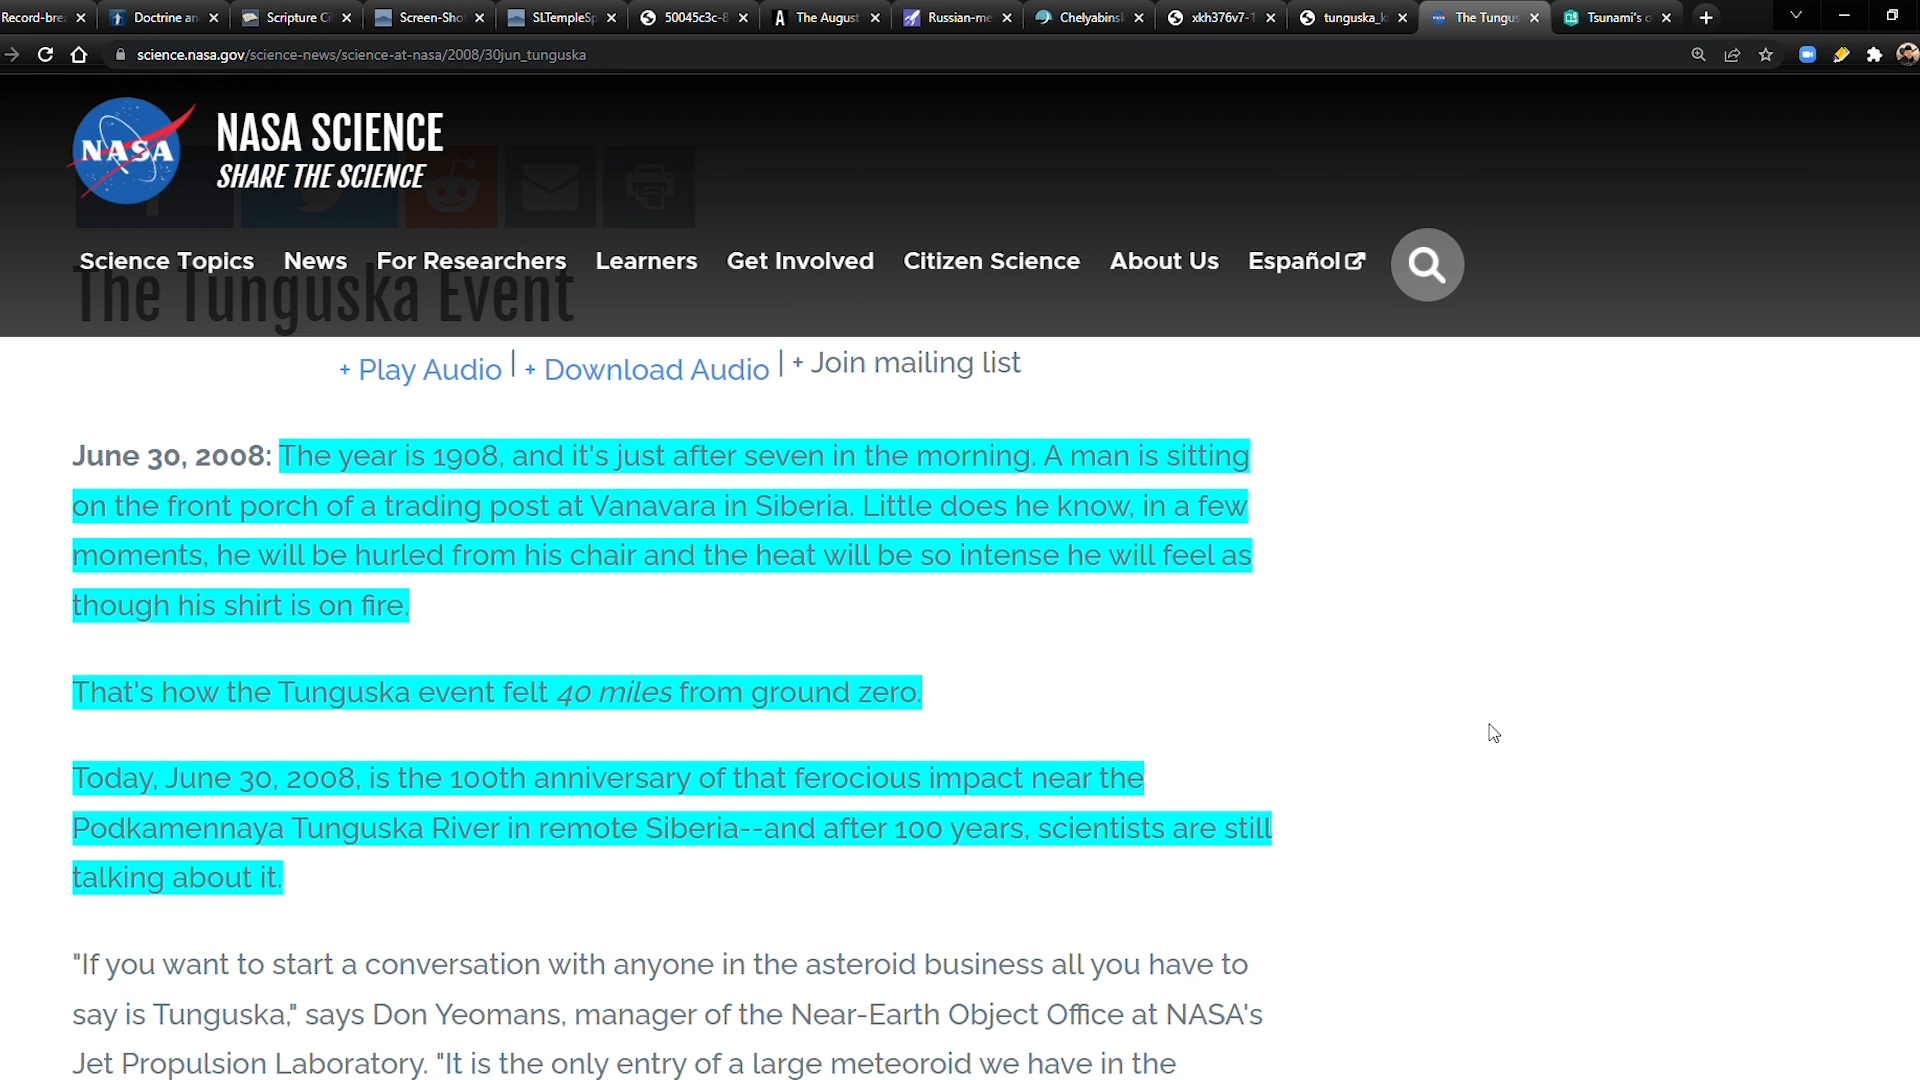 Record-brea
Doctrine an
Scripture Ci
Screen-Shot
SLTempleSp
50045c3c-8
The August
Russian-me
Chelyabinsk
xkh376v7-1
tunguska_k
The Tungus
Tsunami's o
science.nasa.gov/science-news/science-at-nasa/2008/30jun_tunguska
NASA
NASA SCIENCE
SHARE THE SCIENCE
Science Topics News For Researchers Learners Get Involved Citizen Science About Us Español
The Tunguska Event
+ Play Audio | + Download Audio | + Join mailing list
June 30, 2008: The year is 1908, and it's just after seven in the morning. A man is sitting
on the front porch of a trading post at Vanavara in Siberia. Little does he know, in a few
moments, he will be hurled from his chair and the heat will be so intense he will feel as
though his shirt is on fire.
That's how the Tunguska event felt 40 miles from ground zero.
Today, June 30, 2008, is the 100th anniversary of that ferocious impact near the
Podkamennaya Tunguska River in remote Siberia--and after 100 years, scientists are still
talking about it.
"If you want to start a conversation with anyone in the asteroid business all you have to
say is Tunguska," says Don Yeomans, manager of the Near-Earth Object Office at NASA's
Jet Propulsion Laboratory. "It is the only entry of a large meteoroid we have in the